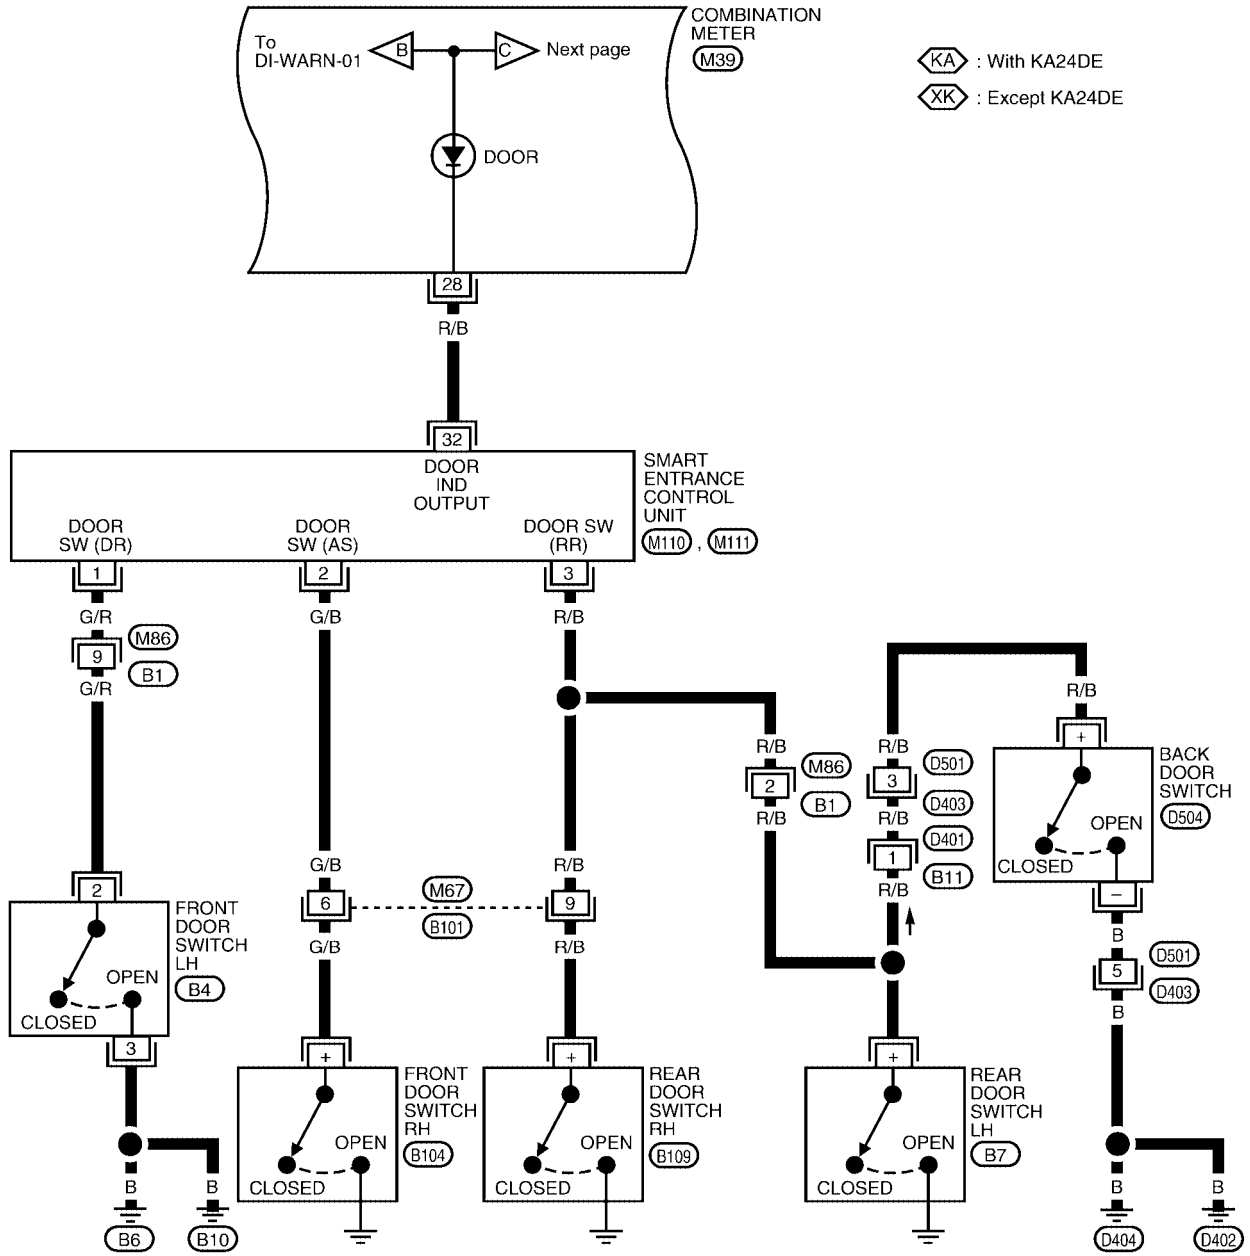 COMBINATION
METER
M39
To
DI-WARN-01
B
C
Next page
KA : With KA24DE
XK : Except KA24DE
DOOR
28
R/B
32
DOOR
IND
OUTPUT
SMART
ENTRANCE
CONTROL
UNIT
M110 , M111
DOOR
SW (DR)
DOOR
SW (AS)
DOOR SW
(RR)
1
2
3
G/R
G/B
R/B
9
M86
B1
G/R
R/B
R/B
R/B
2
M86
B1
R/B
3
D501
D403
R/B
D401
1
B11
R/B
+
BACK
DOOR
SWITCH
D504
OPEN
CLOSED
–
B
5
D501
D403
B
G/B
R/B
6
M67
B101
9
G/B
R/B
2
FRONT
DOOR
SWITCH
LH
B4
OPEN
CLOSED
3
+
FRONT
DOOR
SWITCH
RH
B104
OPEN
CLOSED
+
REAR
DOOR
SWITCH
RH
B109
OPEN
CLOSED
+
REAR
DOOR
SWITCH
LH
B7
OPEN
CLOSED
B
B
B
B
B6
B10
D404
D402